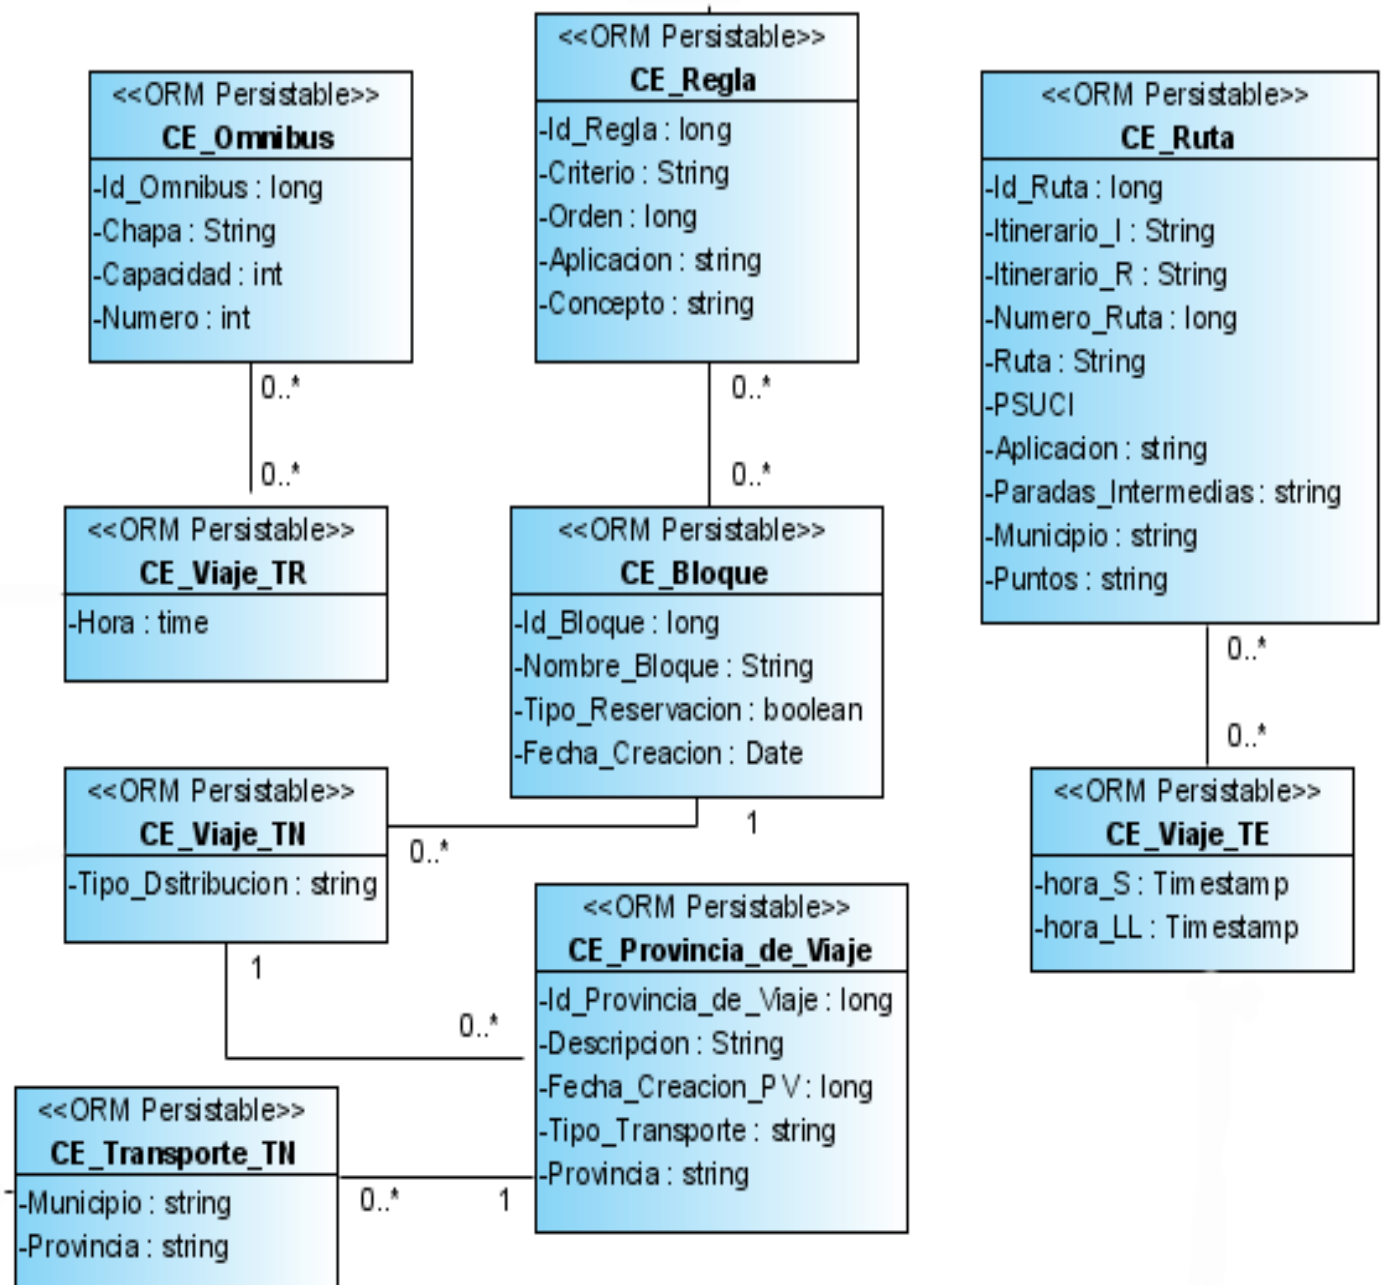 <<ORM Persistable>>
CE_Omnibus
-Id_Omnibus : long
-Chapa : String
-Capacidad : int
-Numero : int
0..*
0..*
<<ORM Persistable>>
CE_Regla
-Id_Regla : long
-Criterio : String
-Orden : long
-Aplicacion : string
-Concepto : string
0..*
0..*
<<ORM Persistable>>
CE_Ruta
-Id_Ruta : long
-Itinerario_I : String
-Itinerario_R : String
-Numero_Ruta : long
-Ruta : String
-PSUCI
-Aplicacion : string
-Paradas_Intermedias : string
-Municipio : string
-Puntos : string
0..*
0..*
<<ORM Persistable>>
CE_Viaje_TR
-Hora : time
<<ORM Persistable>>
CE_Bloque
-Id_Bloque : long
-Nombre_Bloque : String
-Tipo_Reservacion : boolean
-Fecha_Creacion : Date
1
0..*
<<ORM Persistable>>
CE_Viaje_TN
-Tipo_Dsitribucion : string
1
0..*
<<ORM Persistable>>
CE_Viaje_TE
-hora_S : Timestamp
-hora_LL : Timestamp
<<ORM Persistable>>
CE_Provincia_de_Viaje
-Id_Provincia_de_Viaje : long
-Descripcion : String
-Fecha_Creacion_PV : long
-Tipo_Transporte : string
-Provincia : string
<<ORM Persistable>>
CE_Transporte_TN
-Municipio : string
-Provincia : string
0..*
1